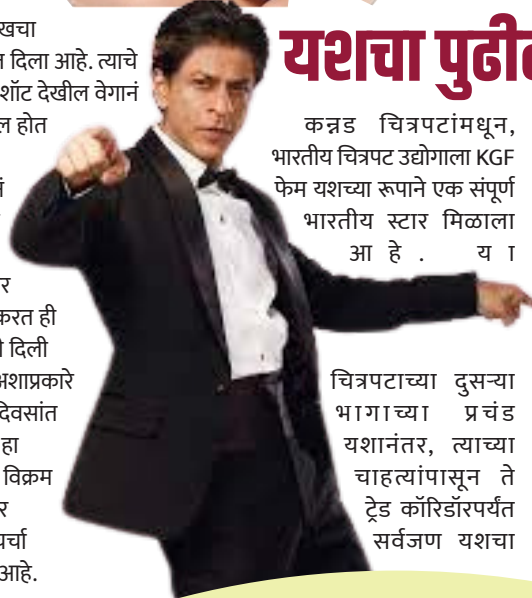 खचा
दिला आहे. त्याचे
शॉट देखील वेगानं
होत
करत ही
दिली
अशाप्रकारे
दिवसांत
हा
विक्रम
आहे.
यशचा
कन्नड चित्रपटांमधून,
भारतीय चित्रपट उद्योगाला KGF
फेम यशच्या रूपाने एक संपूर्ण
भारतीय स्टार मिळाला
आहे. या
चित्रपटाच्या दुसऱ्या
भागाच्या प्रचंड
यशानंतर, त्याच्या
चाहत्यांपासून ते
ट्रेड कॉरिडॉरपर्यंत
सर्वजण यशचा